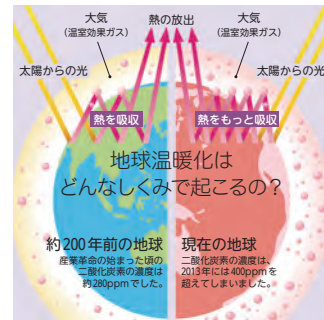 大気
(温室効果ガス)
熱の放出
大気
(温室効果ガス)
太陽からの光
太陽からの光
熱を吸収
熱をもっと吸収
地球温暖化は
どんなしくみで起こるの?
約200年前の地球
産業革命の始まった頃の
二酸化炭素の濃度は
約280ppmでした。
現在の地球
二酸化炭素の濃度は、
2013年には400ppmを
超えてしまいました。